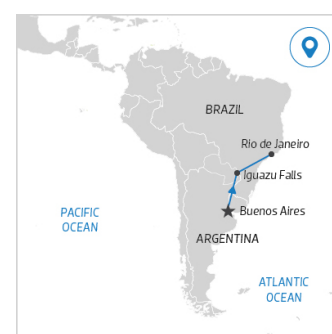 BRAZIL
Rio de Janeiro
Iguazu Falls
PACIFIC
OCEAN
Buenos Aires
ARGENTINA
ATLANTIC
OCEAN